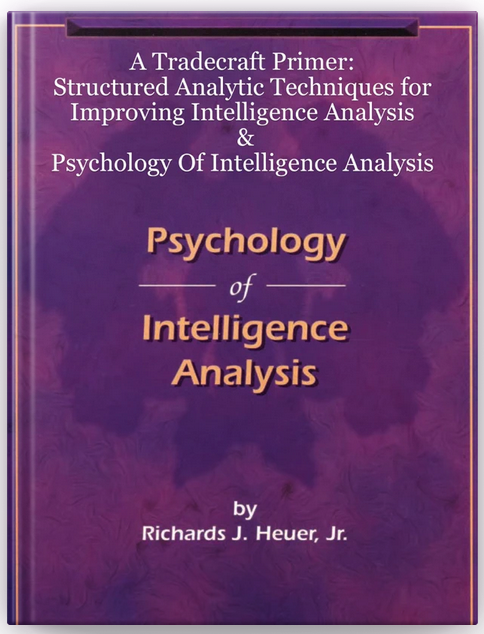 A Tradecraft Primer:
Structured Analytic Techniques for
Improving Intelligence Analysis
&
Psychology Of Intelligence Analysis
Psychology
of
Intelligence
Analysis
by
Richards J. Heuer, Jr.